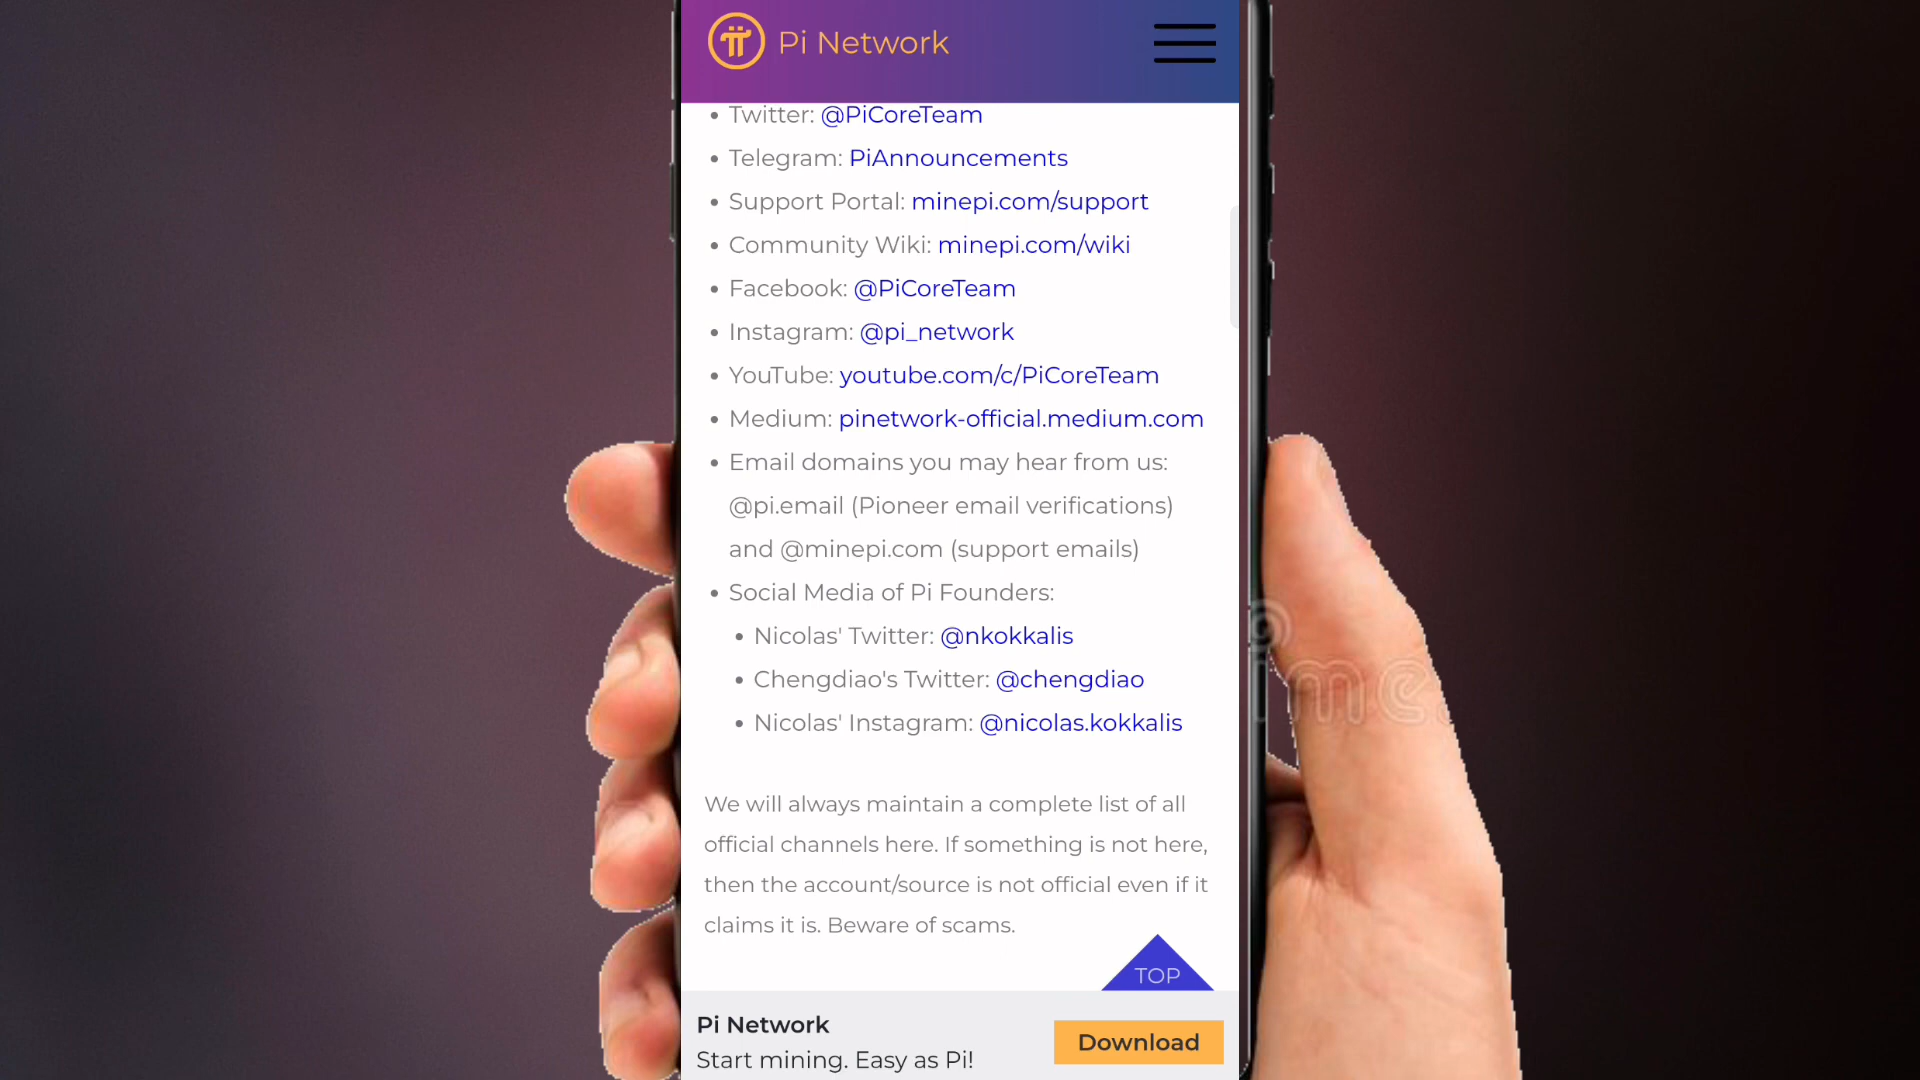 Pi Network
Twitter: @PiCoreTeam
Telegram: PiAnnouncements
Support Portal: minepi.com/support
Community Wiki: minepi.com/wiki
Facebook: @PiCoreTeam
Instagram: @pi_network
YouTube: youtube.com/c/PiCoreTeam
Medium: pinetwork-official.medium.com
Email domains you may hear from us:
@pi.email (Pioneer email verifications)
and @minepi.com (support emails)
Social Media of Pi Founders:
Nicolas' Twitter: @nkokkalis
Chengdiao's Twitter: @chengdiao
Nicolas' Instagram: @nicolas.kokkalis
We will always maintain a complete list of all
official channels here. If something is not here,
then the account/source is not official even if it
claims it is. Beware of scams.
TOP
Pi Network
Start mining. Easy as Pi!
Download